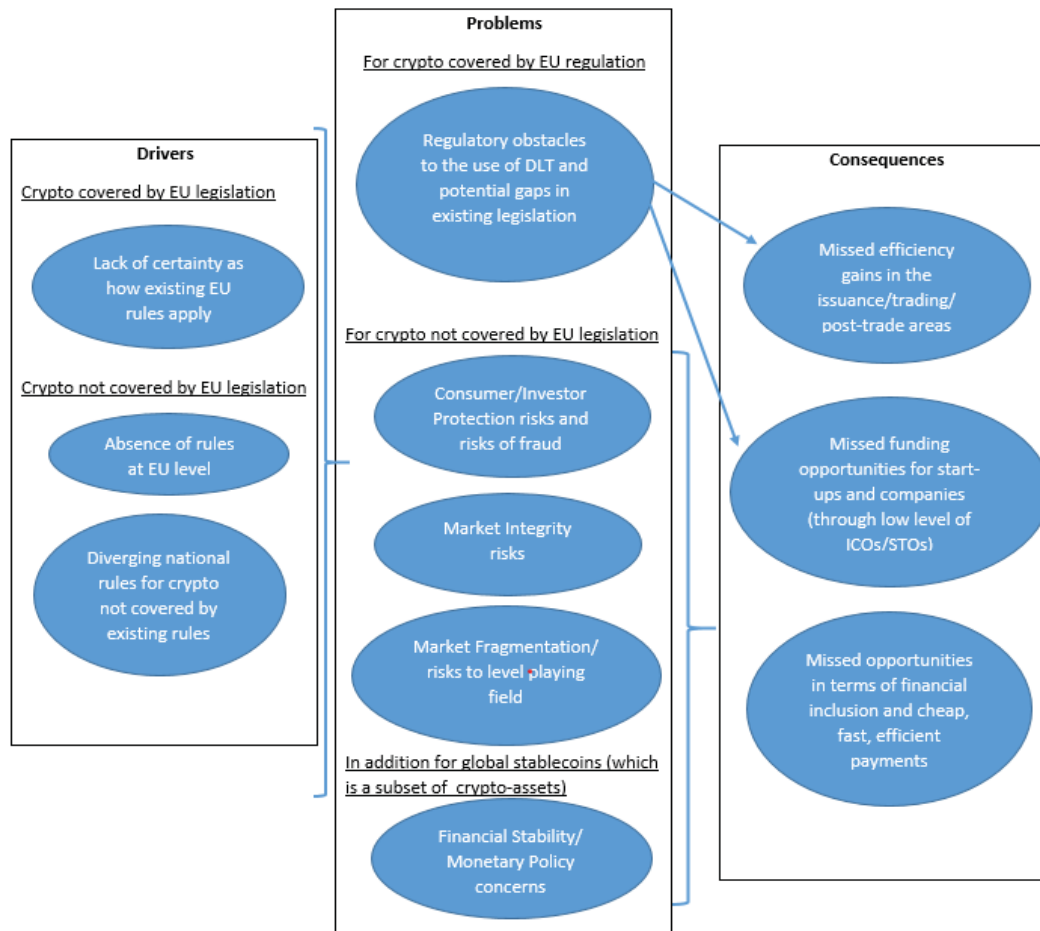 Drivers
Crypto covered by EU legislation
Lack of certainty as
how existing EU
rules apply
Crypto not covered by EU legislation
Absence of rules
at EU level
Diverging national
rules for crypto
not covered by
existing rules
Problems
For crypto covered by EU regulation
Regulatory obstacles
to the use of DLT and
potential gaps in
existing legislation
For crypto not covered by EU legislation
Consumer/Investor
Protection risks and
risks of fraud
Market Integrity
risks
Market Fragmentation/
risks to level playing
field
In addition for global stablecoins (which
is a subset of crypto-assets)
Financial Stability/
Monetary Policy
concerns
Consequences
Missed efficiency
gains in the
issuance/trading/
post-trade areas
Missed funding
opportunities for start-
ups and companies
(through low level of
ICOs/STOs)
Missed opportunities
in terms of financial
inclusion and cheap,
fast, efficient
payments